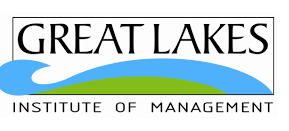 GREAT LAKES
INSTITUTE OF MANAGEMENT